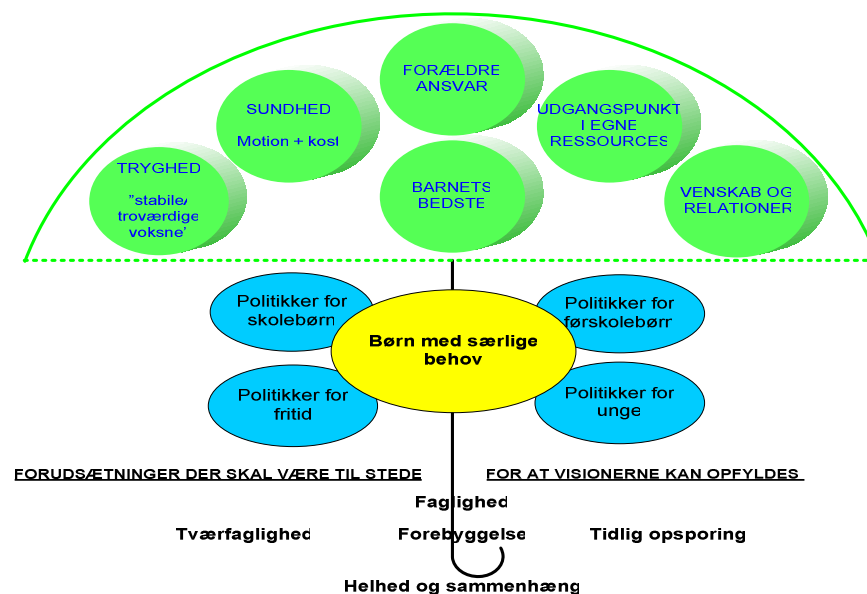 FORÆLDRE
ANSVAR
SUNDHED
Motion + kost
UDGANGSPUNKT
I EGNE
RESSOURCES
TRYGHED
"stabile/
troværdige
voksne"
BARNETS
BEDSTE
VENSKAB OG
RELATIONER
Politikker for
skolebørn
Politikker for
førskolebørn
Børn med særlige
behov
Politikker for
fritid
Politikker for
unge
FORUDSÆTNINGER DER SKAL VÆRE TIL STEDE
FOR AT VISIONERNE KAN OPFYLDES
Faglighed
Tværfaglighed
Forebyggelse
Tidlig opsporing
Helhed og sammenhæng